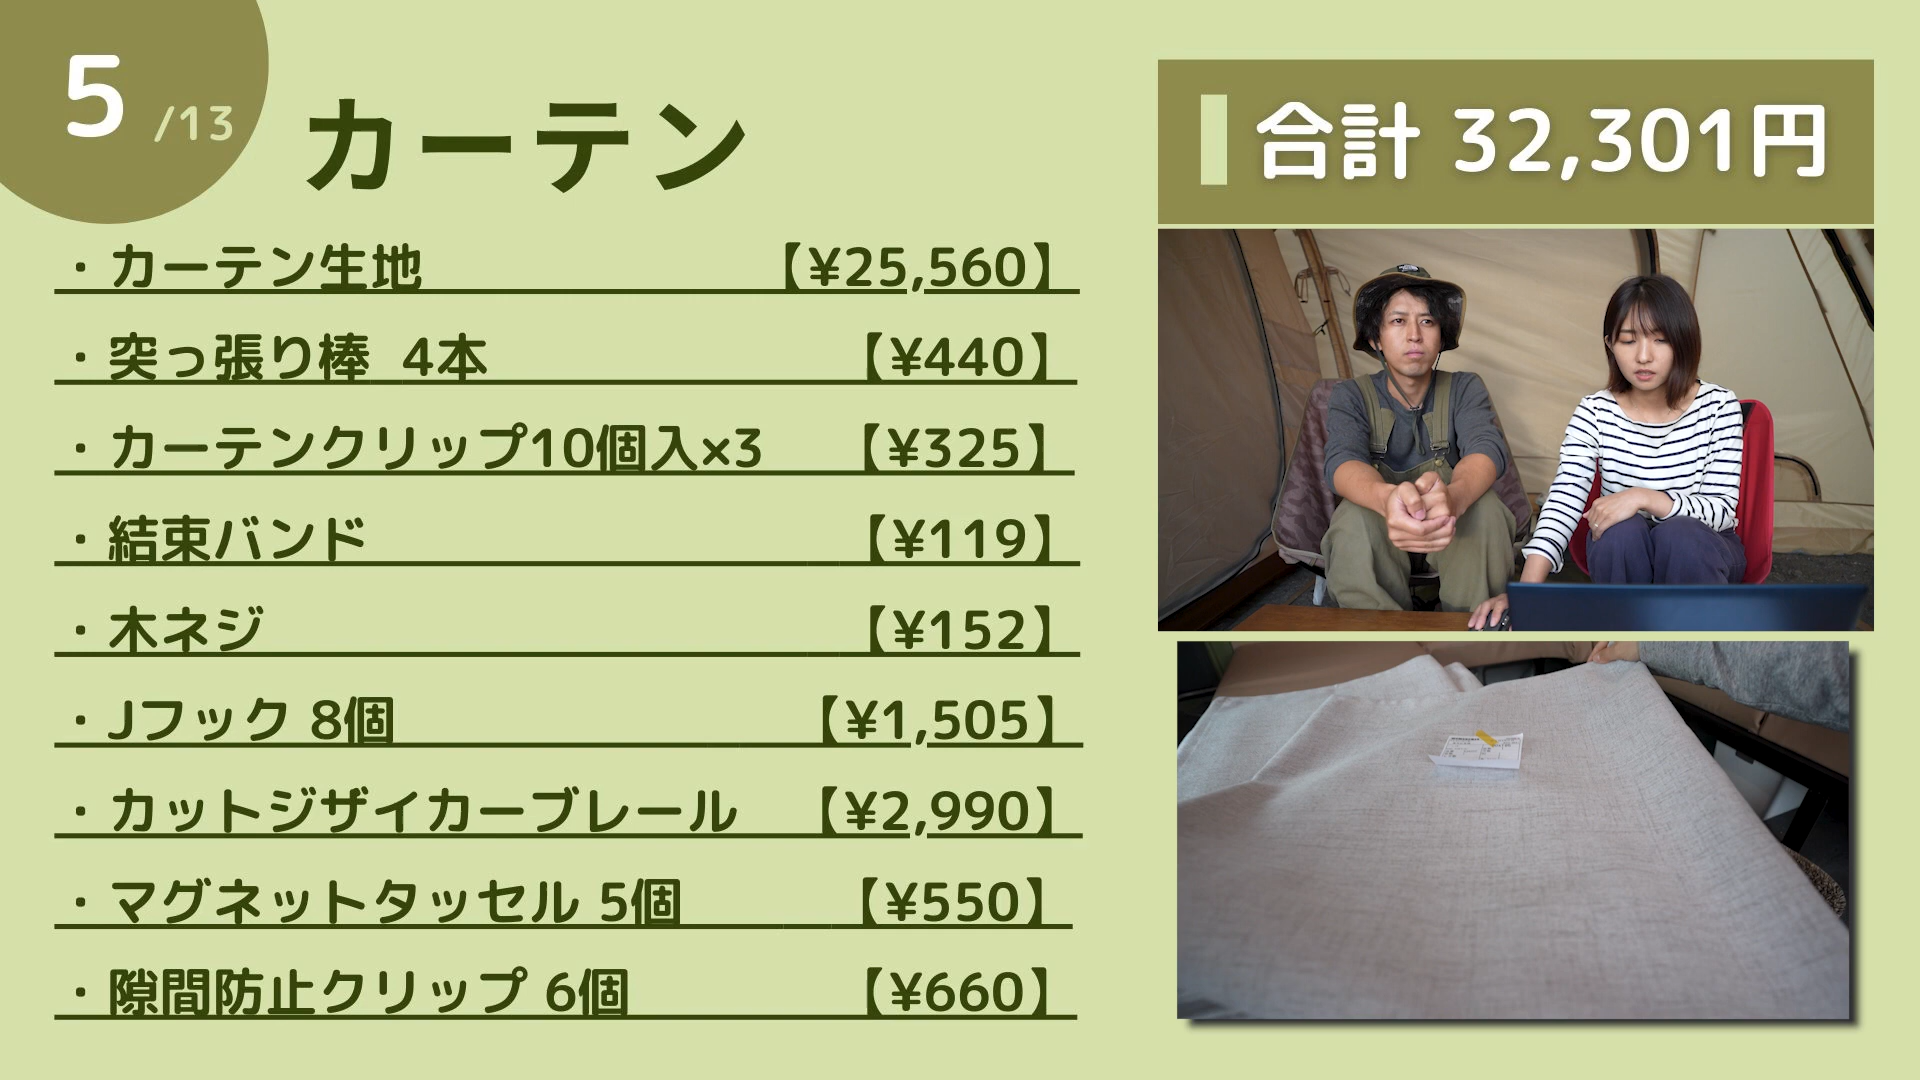 5 /13
カーテン
合計 32,301円
・カーテン生地 【¥25,560】
・突っ張り棒 4本 【¥440】
・カーテンクリップ10個入×3 【¥325】
・結束バンド 【¥119】
・木ネジ 【¥152】
・Jフック 8個 【¥1,505】
・カットジザイカーブレール 【¥2,990】
・マグネットタッセル 5個 【¥550】
・隙間防止クリップ 6個 【¥660】